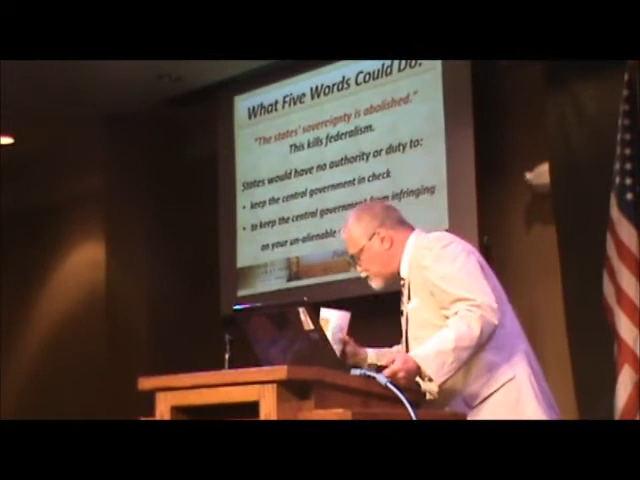 What Five Words Could Do.
"The states' sovereignty is abolished."
This kills federalism.
States would have no authority or duty to:
• keep the central government in check
• to keep the central government from infringing
on your un-alienable